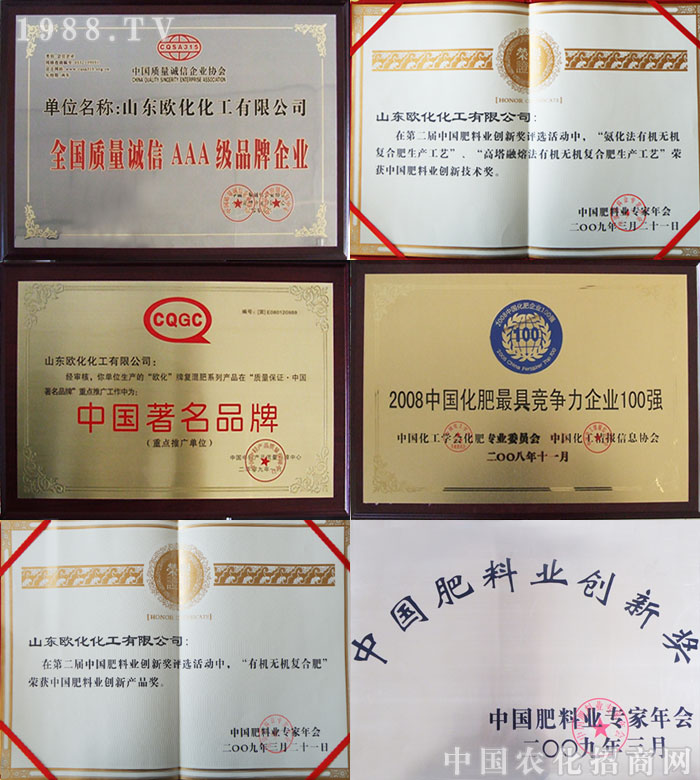 1988.TV
CQSA315
中国质量诚信企业协会
CHINA QUALITY SINCERITY ENTERPRISE ASSOCIATION
单位名称:山东欧化化工有限公司
全国质量诚信 AAA 级品牌企业
荣誉
HONOR CERTIFICATE
山东欧化化工有限公司:
在第二届中国肥料业创新奖评选活动中，“氨化法有机无机
复合肥生产工艺”、“高塔融熔法有机无机复合肥生产工艺”荣
获中国肥料业创新技术奖。
中国肥料业专家年会
二〇〇九年三月二十一日
CQGC
山东欧化化工有限公司:
经审核，你单位生产的“欧化”牌复混肥系列产品在“质量保证·中国
著名品牌”重点推广工作中为:
中国著名品牌
(重点推广单位)
2008中国化肥企业100强
100
2008中国化肥最具竞争力企业100强
中国化工学会化肥专业委员会 中国化工情报信息协会
二〇〇八年十一月
HONOR CERTIFICATE
山东欧化化工有限公司:
在第二届中国肥料业创新奖评选活动中，“有机无机复合肥”
荣获中国肥料业创新产品奖。
中国肥料业专家年会
二〇〇九年三月二十一日
中国肥料业创新奖
中国肥料业专家年会
二〇〇九年三月
中国农化招商网